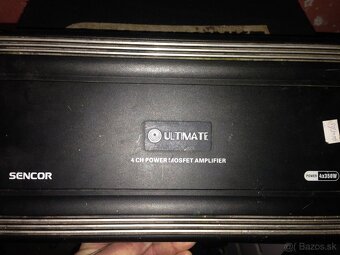 ULTIMATE
4 CH POWER MOSFET AMPLIFIER
SENCOR
POWER 4x350W
Bazos.sk